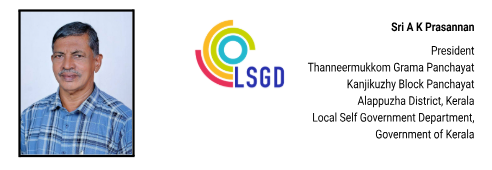 LSGD
Sri A K Prasannan
President
Thanneermukkom Grama Panchayat
Kanjikuzhy Block Panchayat
Alappuzha District, Kerala
Local Self Government Department,
Government of Kerala